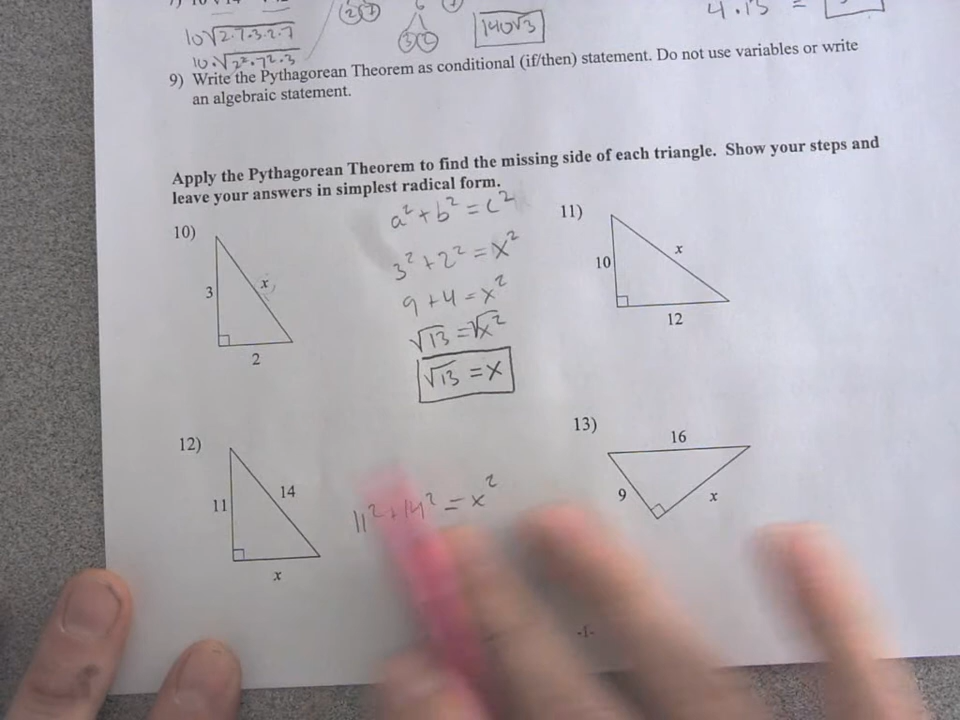 10√2·7·3·2·7
10·√2²·7²·3
140√3
4.13 =
9) Write the Pythagorean Theorem as conditional (if/then) statement. Do not use variables or write
an algebraic statement.
Apply the Pythagorean Theorem to find the missing side of each triangle. Show your steps and
leave your answers in simplest radical form.
10)
3
x
2
a² + b² = c²
3² + 2² = x²
9 + 4 = x²
√13 = √x²
√13 = x
11)
10
x
12
12)
11
14
x
11² + 14² = x²
13)
16
9
x
-1-